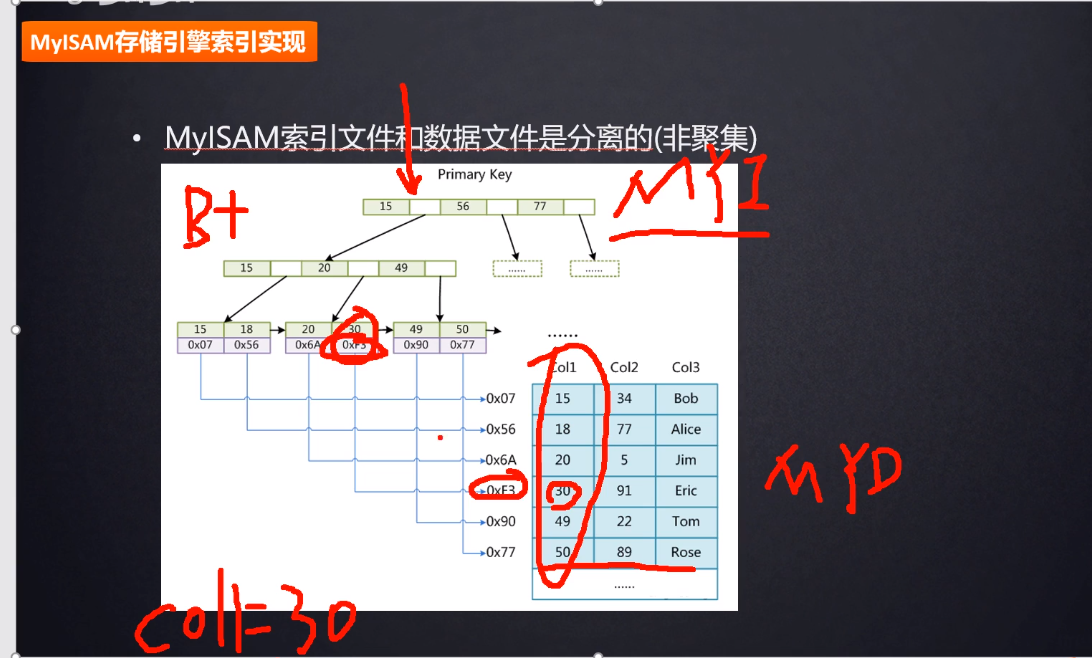 MyISAM存储引擎索引实现
• MyISAM索引文件和数据文件是分离的(非聚集)
Primary Key
B+
MYI
15 56 77
15 20 49
...... ......
15 18 20 30 49 50
0x07 0x56 0x6A 0xF3 0x90 0x77
......
Col1 Col2 Col3
0x07 15 34 Bob
0x56 18 77 Alice
0x6A 20 5 Jim
0xF3 30 91 Eric
0x90 49 22 Tom
0x77 50 89 Rose
......
MYD
Col1=30